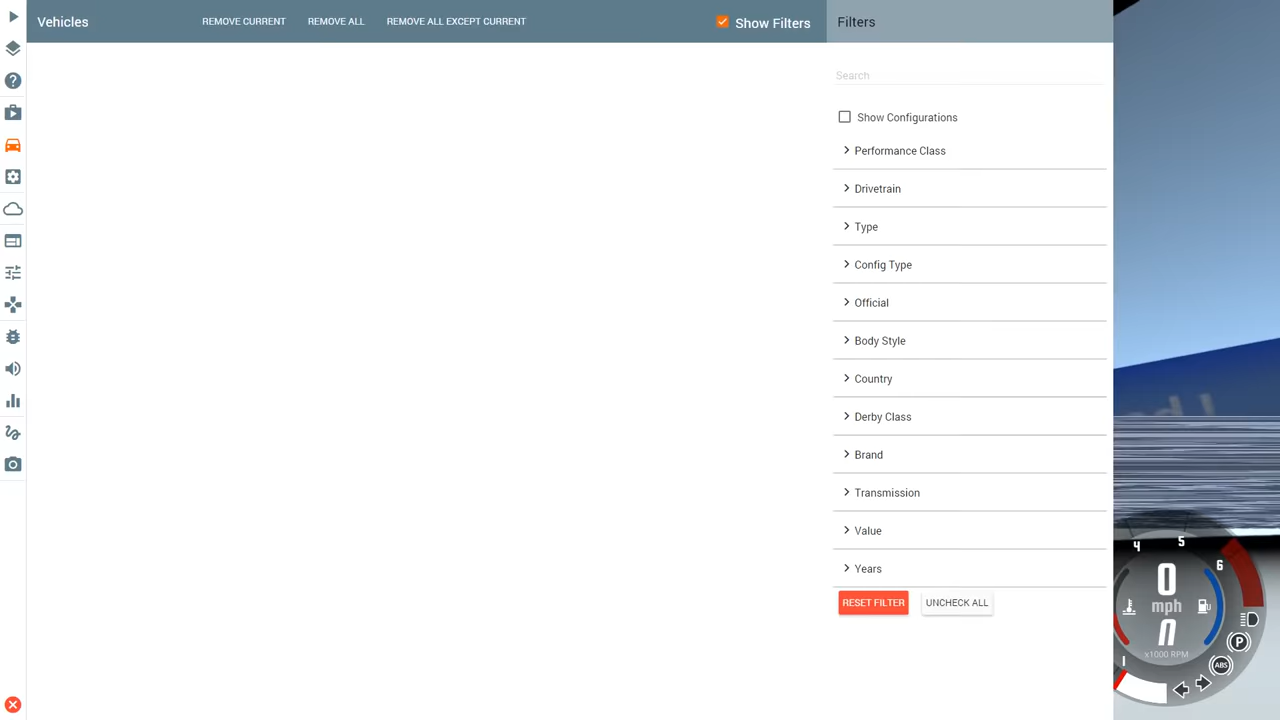 Vehicles
REMOVE CURRENT
REMOVE ALL
REMOVE ALL EXCEPT CURRENT
Show Filters
Filters
Search
Show Configurations
Performance Class
Drivetrain
Type
Config Type
Official
Body Style
Country
Derby Class
Brand
Transmission
Value
Years
RESET FILTER
UNCHECK ALL
4
5
6
0
mph
n
x1000 RPM
1
P
ABS